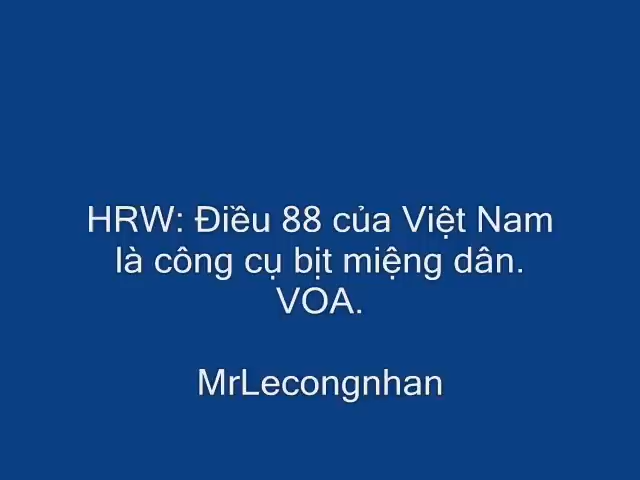 HRW: Điều 88 của Việt Nam
là công cụ bịt miệng dân.
VOA.
MrLecongnhan